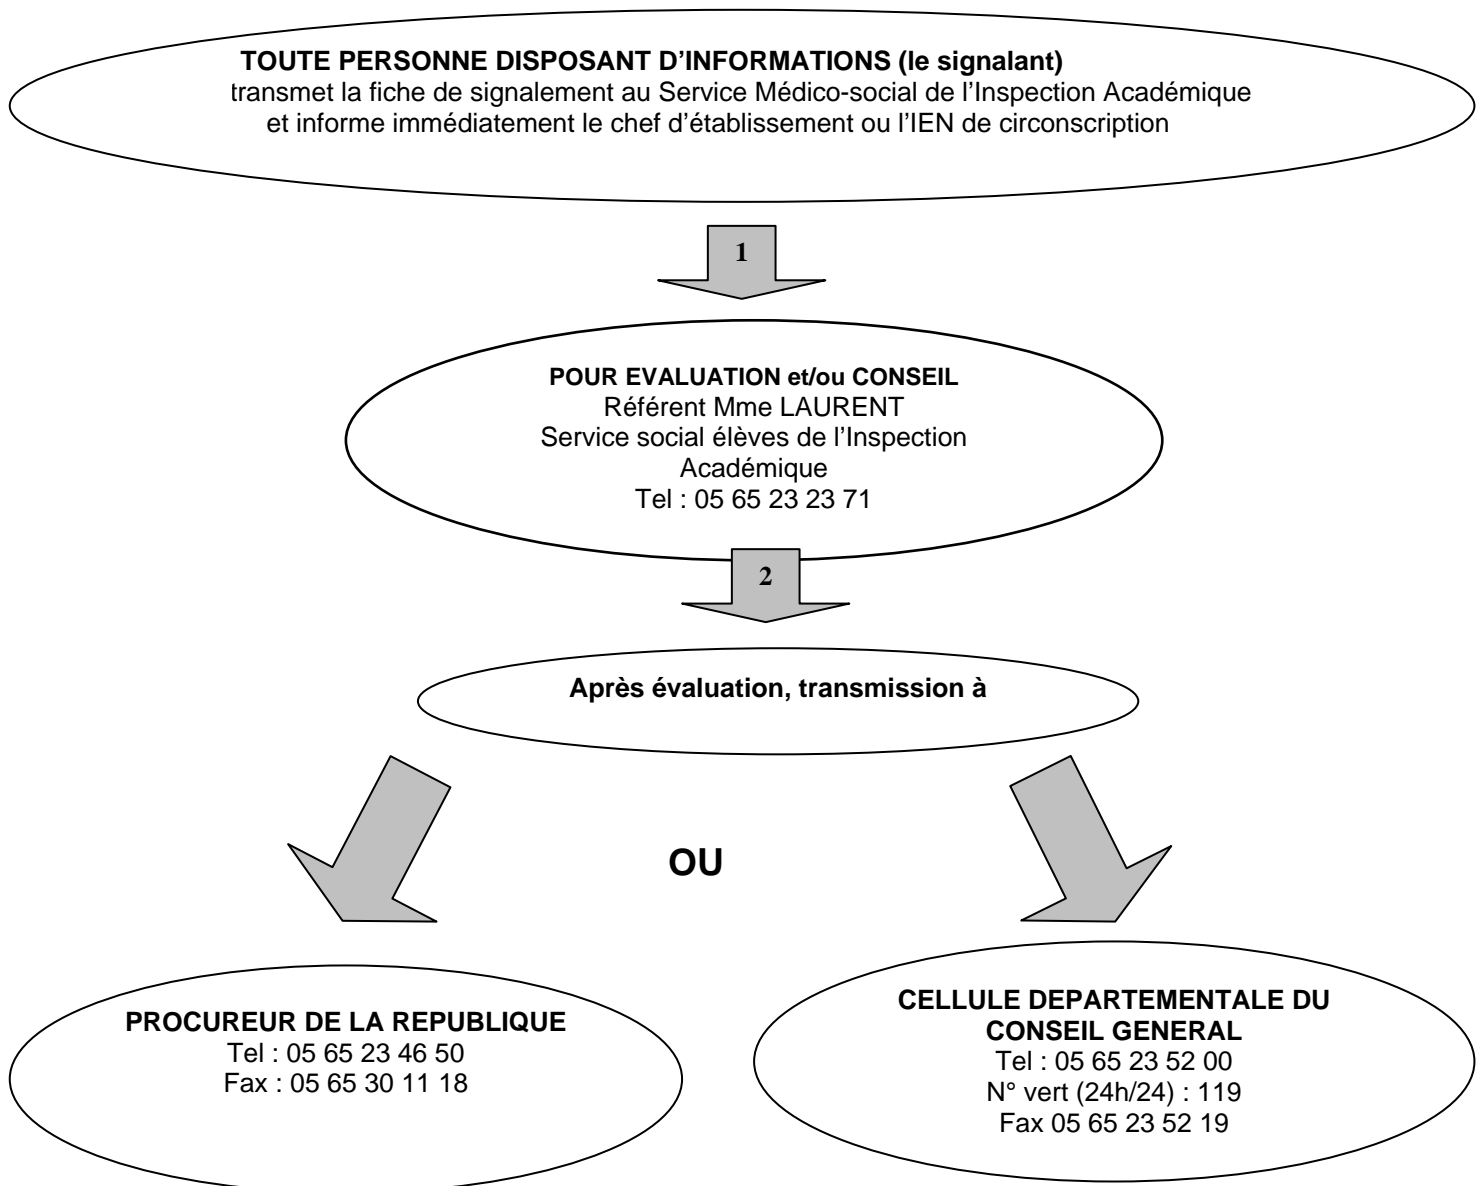 TOUTE PERSONNE DISPOSANT D'INFORMATIONS (le signalant)
transmet la fiche de signalement au Service Médico-social de l'Inspection Académique
et informe immédiatement le chef d'établissement ou l'IEN de circonscription
1
POUR EVALUATION et/ou CONSEIL
Référent Mme LAURENT
Service social élèves de l'Inspection
Académique
Tel : 05 65 23 23 71
2
Après évaluation, transmission à
OU
PROCUREUR DE LA REPUBLIQUE
Tel : 05 65 23 46 50
Fax : 05 65 30 11 18
CELLULE DEPARTEMENTALE DU
CONSEIL GENERAL
Tel : 05 65 23 52 00
N° vert (24h/24) : 119
Fax 05 65 23 52 19